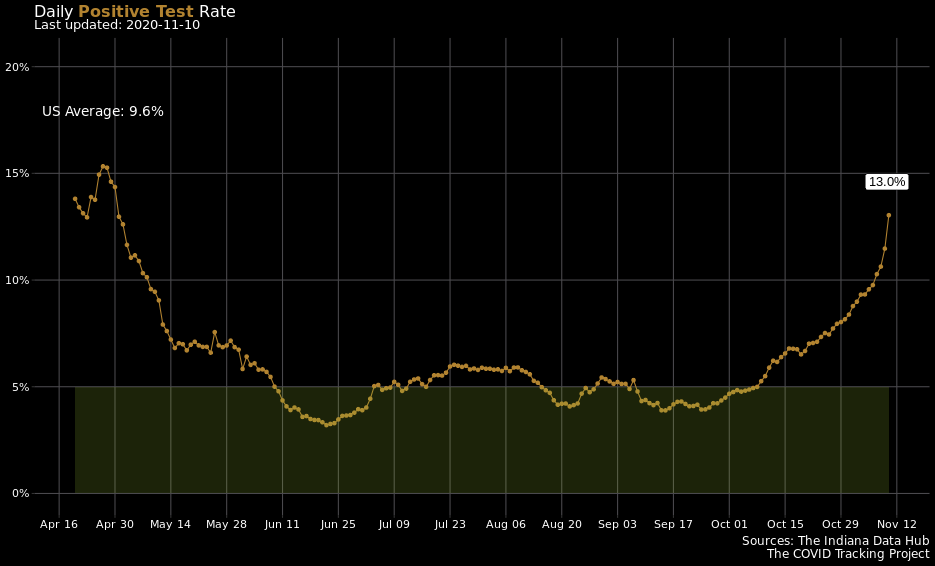 Daily Positive Test Rate
Last updated: 2020-11-10
20%
US Average: 9.6%
15%
13.0%
10%
5%
0%
Apr 16 Apr 30 May 14 May 28 Jun 11 Jun 25 Jul 09 Jul 23 Aug 06 Aug 20 Sep 03 Sep 17 Oct 01 Oct 15 Oct 29 Nov 12
Sources: The Indiana Data Hub
The COVID Tracking Project